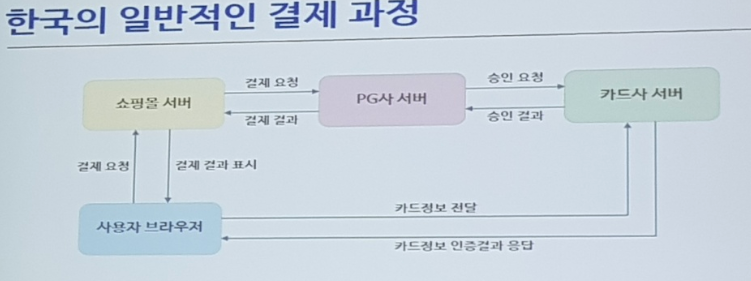 한국의 일반적인 결제 과정
쇼핑몰 서버
결제 요청
결제 결과
PG사 서버
승인 요청
승인 결과
카드사 서버
결제 요청
결제 결과 표시
사용자 브라우저
카드정보 전달
카드정보 인증결과 응답